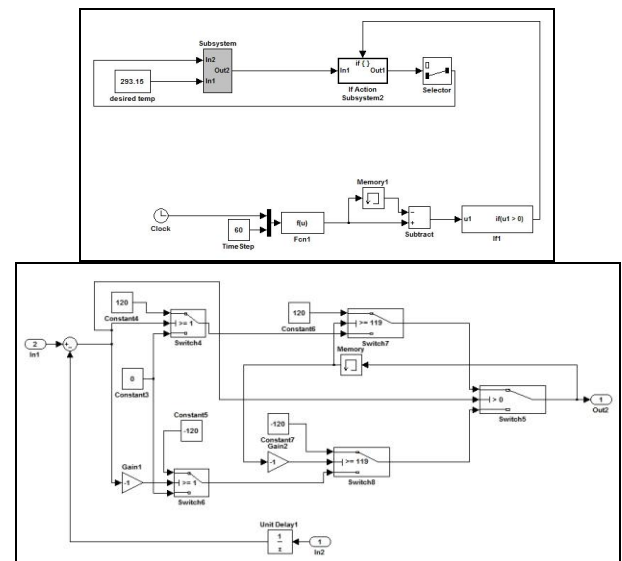 Subsystem
In2
Out2
In1
293.15
desired temp
if { }
In1
Out1
If Action
Subsystem2
Selector
Memory1
Clock
60
TimeStep
f(u)
Fcn1
−
+
Subtract
u1
if(u1 > 0)
If1
120
Constant4
>= 1
Switch4
120
Constant6
>= 119
Switch7
2
In1
+
−
0
Constant3
Memory
> 0
Switch5
1
Out2
Constant5
-120
-120
Constant7
Gain2
-1
>= 119
Switch8
Gain1
-1
>= 1
Switch6
Unit Delay1
1
z
1
In2